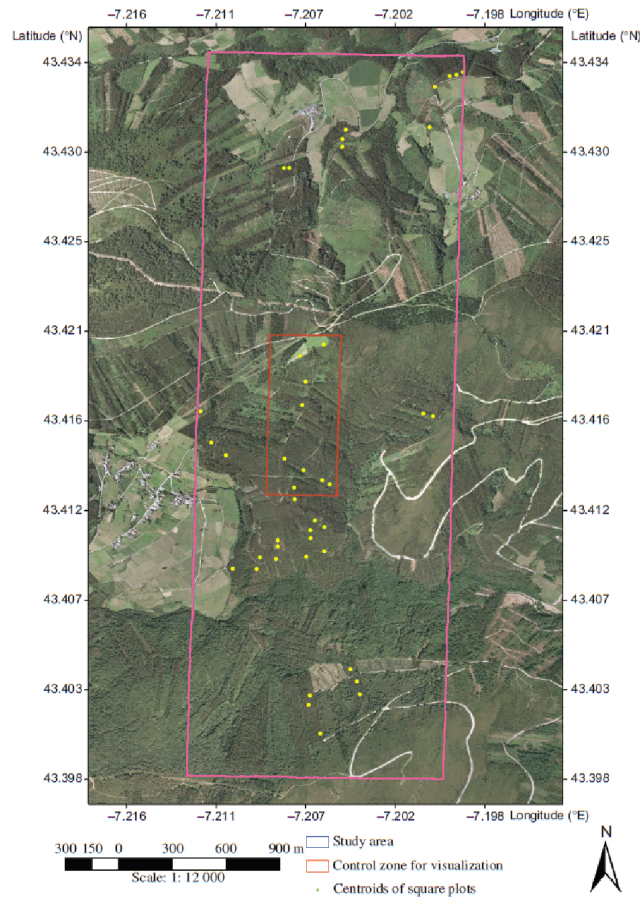 −7.216 −7.211 −7.207 −7.202 −7.198 Longitude (°E)
Latitude (°N) Latitude (°N)
43.434 43.434
43.430 43.430
43.425 43.425
43.421 43.421
43.416 43.416
43.412 43.412
43.407 43.407
43.403 43.403
43.398 43.398
−7.216 −7.211 −7.207 −7.202 −7.198 Longitude (°E)
300 150 0 300 600 900 m
Scale: 1: 12 000
Study area
Control zone for visualization
Centroids of square plots
N